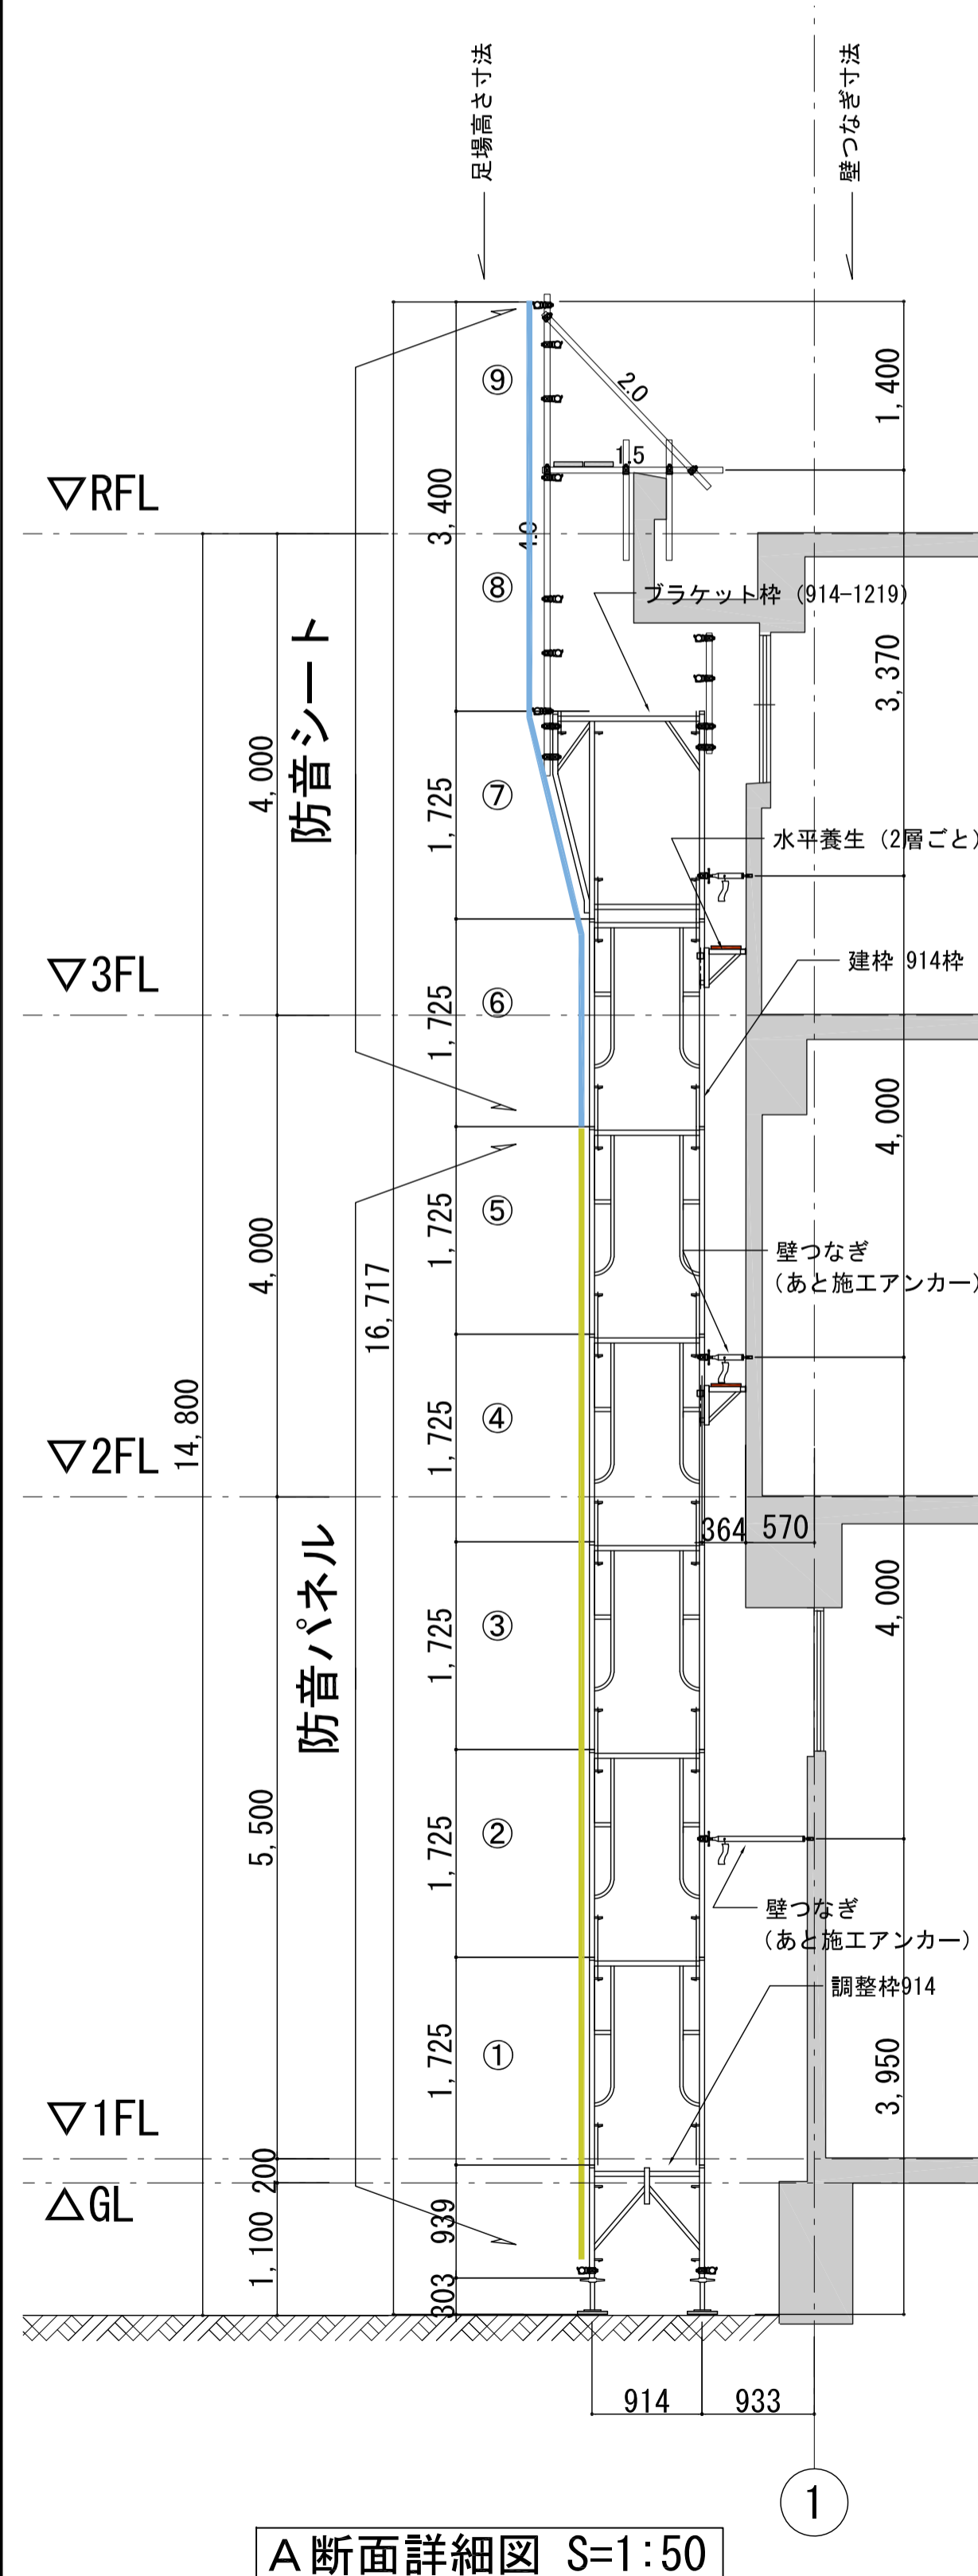 足場高さ寸法
壁つなぎ寸法
⑨
2.0
1,400
1.5
▽RFL
3,400
4.0
⑧
ブラケット枠（914-1219）
防音シート
3,370
4,000
⑦
1,725
水平養生（2層ごと）
▽3FL
建枠 914枠
⑥
1,725
4,000
⑤
1,725
4,000
壁つなぎ
（あと施工アンカー）
16,717
14,800
④
1,725
▽2FL
364
570
防音パネル
③
1,725
4,000
②
1,725
5,500
壁つなぎ
（あと施工アンカー）
調整枠914
①
1,725
3,950
▽1FL
200
△GL
1,100
939
303
914
933
1
A断面詳細図 S=1:50